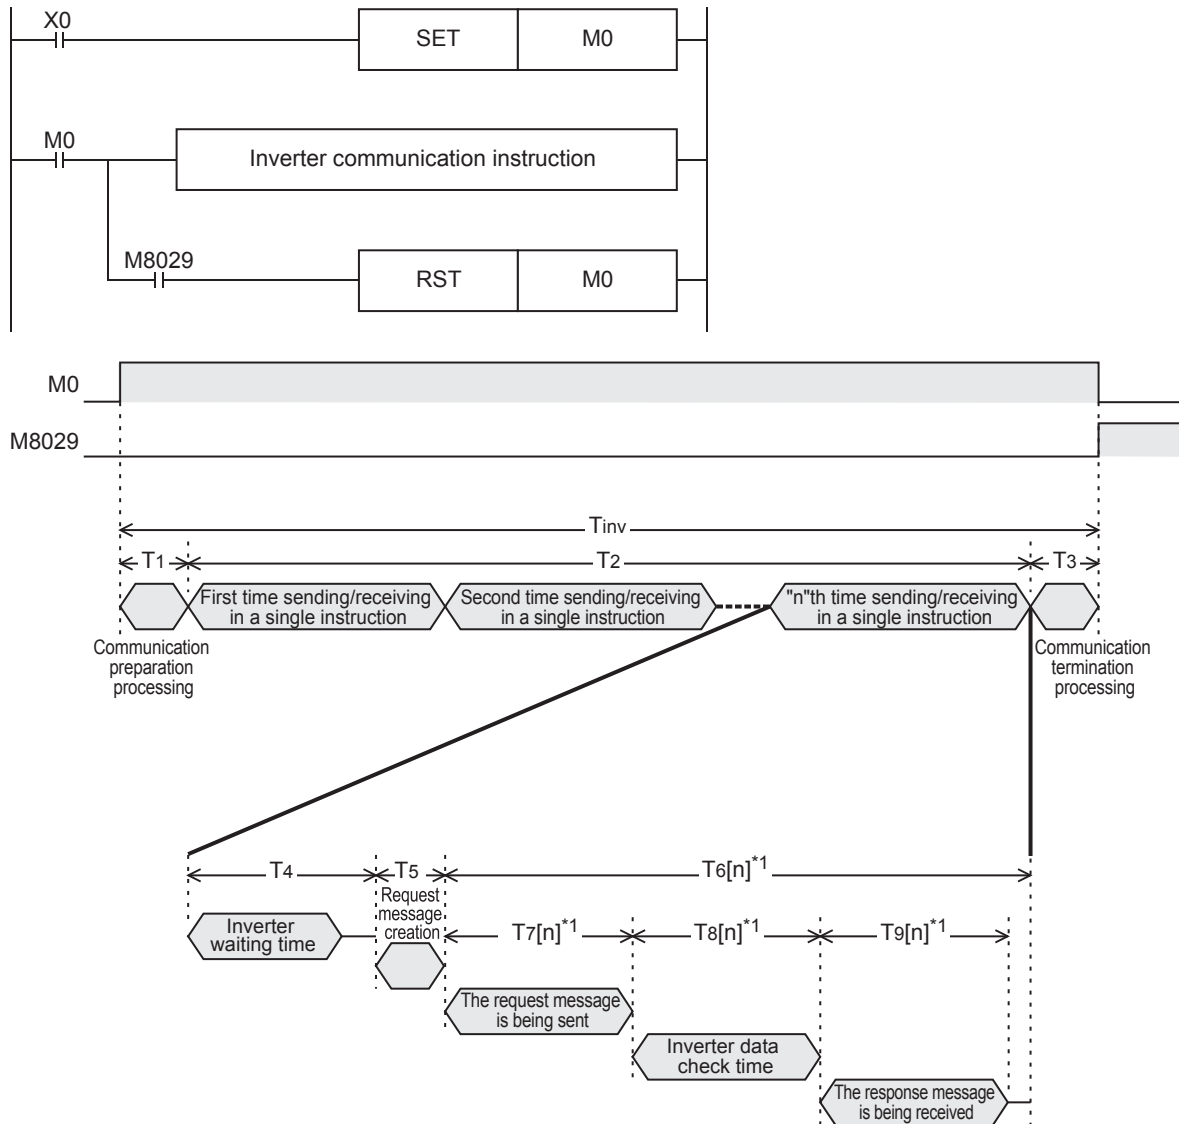 X0
SET M0
M0
Inverter communication instruction
M8029
RST M0
M0
M8029
Tinv
T1 T2 T3
First time sending/receiving
in a single instruction
Second time sending/receiving
in a single instruction
"n"th time sending/receiving
in a single instruction
Communication
preparation
processing
Communication
termination
processing
T4 T5 T6[n]*1
Request
message
creation
Inverter
waiting time
T7[n]*1 T8[n]*1 T9[n]*1
The request message
is being sent
Inverter data
check time
The response message
is being received